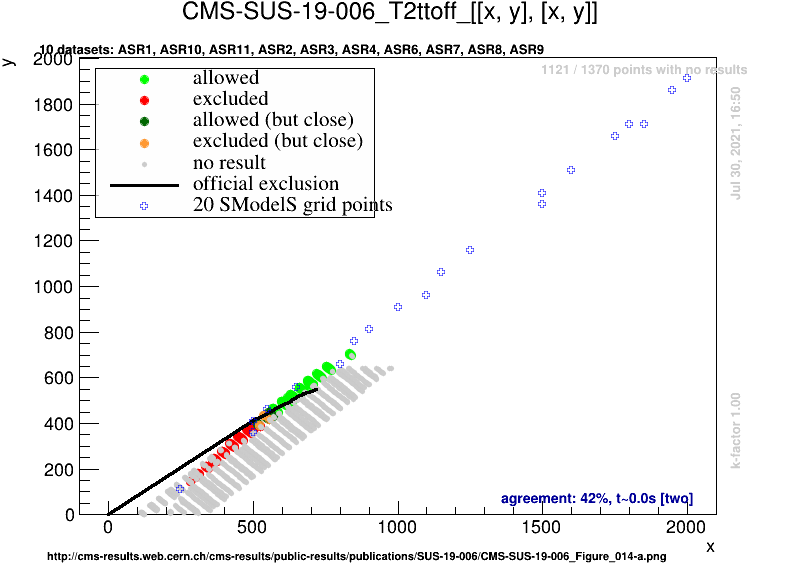 CMS-SUS-19-006_T2ttoff_[[x, y], [x, y]]
10 datasets: ASR1, ASR10, ASR11, ASR2, ASR3, ASR4, ASR6, ASR7, ASR8, ASR9
y
1121 / 1370 points with no results
allowed
excluded
allowed (but close)
excluded (but close)
no result
official exclusion
20 SModelS grid points
2000
1800
1600
1400
1200
1000
800
600
400
200
0
Jul 30, 2021, 16:50
k-factor 1.00
agreement: 42%, t~0.0s [two]
0 500 1000 1500 2000
x
http://cms-results.web.cern.ch/cms-results/public-results/publications/SUS-19-006/CMS-SUS-19-006_Figure_014-a.png